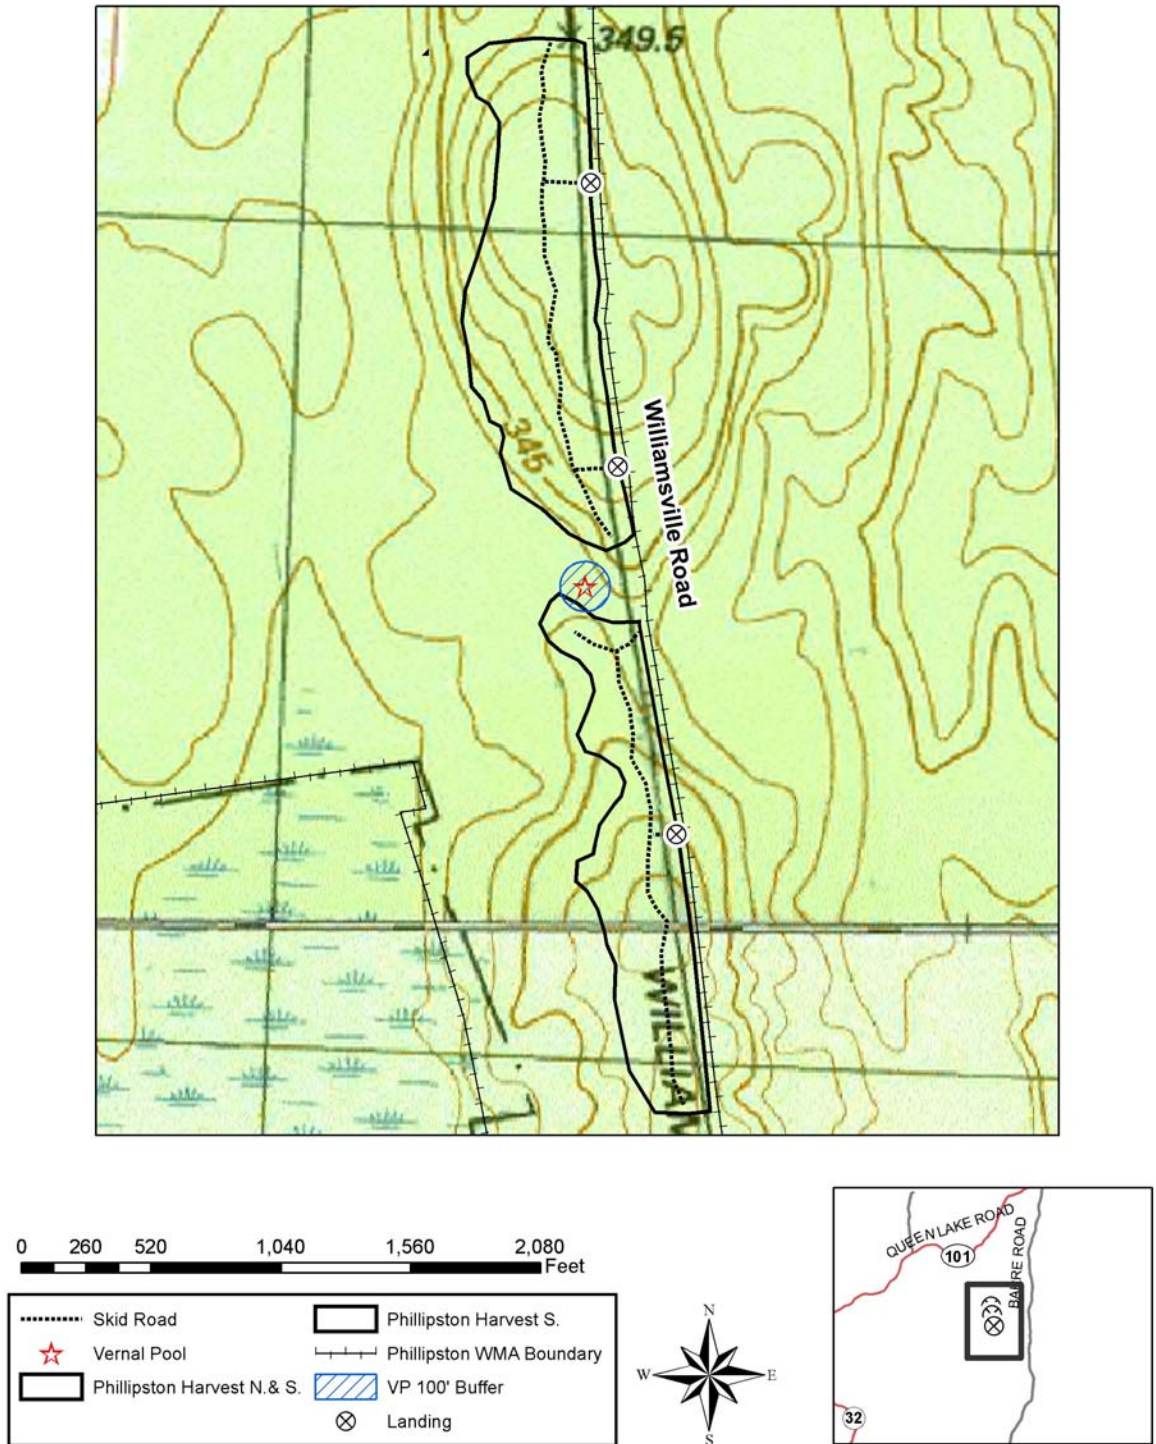 349.6
345
Williamsville Road
WILLIAM
0 260 520 1,040 1,560 2,080
Feet
Skid Road
Vernal Pool
Phillipston Harvest N.& S.
Phillipston Harvest S.
Phillipston WMA Boundary
VP 100' Buffer
Landing
N
W E
S
QUEEN LAKE ROAD
101
BARRE ROAD
32